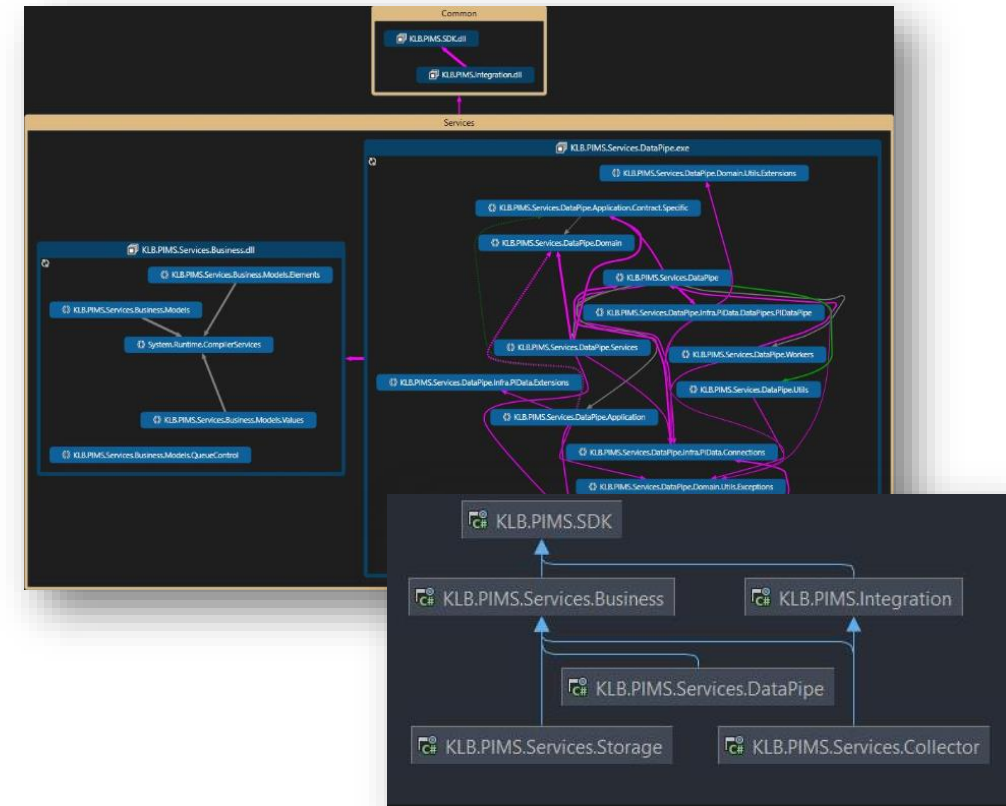 Common
KLB.PIMS.SDK.dll
KLB.PIMS.Integration.dll
Services
KLB.PIMS.Services.DataPipe.exe
KLB.PIMS.Services.DataPipe.Domain.Utils.Extensions
KLB.PIMS.Services.DataPipe.Application.Contract.Specific
KLB.PIMS.Services.DataPipe.Domain
KLB.PIMS.Services.Business.dll
KLB.PIMS.Services.Business.Models.Elements
KLB.PIMS.Services.DataPipe
KLB.PIMS.Services.Business.Models
KLB.PIMS.Services.DataPipe.Infra.PIData.DataPipes.PIDataPipe
System.Runtime.CompilerServices
KLB.PIMS.Services.DataPipe.Services
KLB.PIMS.Services.DataPipe.Workers
KLB.PIMS.Services.DataPipe.Infra.PIData.Extensions
KLB.PIMS.Services.DataPipe.Utils
KLB.PIMS.Services.Business.Models.Values
KLB.PIMS.Services.DataPipe.Application
KLB.PIMS.Services.Business.Models.QueueControl
KLB.PIMS.Services.DataPipe.Infra.PIData.Connections
KLB.PIMS.Services.DataPipe.Domain.Utils.Exceptions
C# KLB.PIMS.SDK
C# KLB.PIMS.Services.Business
C# KLB.PIMS.Integration
C# KLB.PIMS.Services.DataPipe
C# KLB.PIMS.Services.Storage
C# KLB.PIMS.Services.Collector